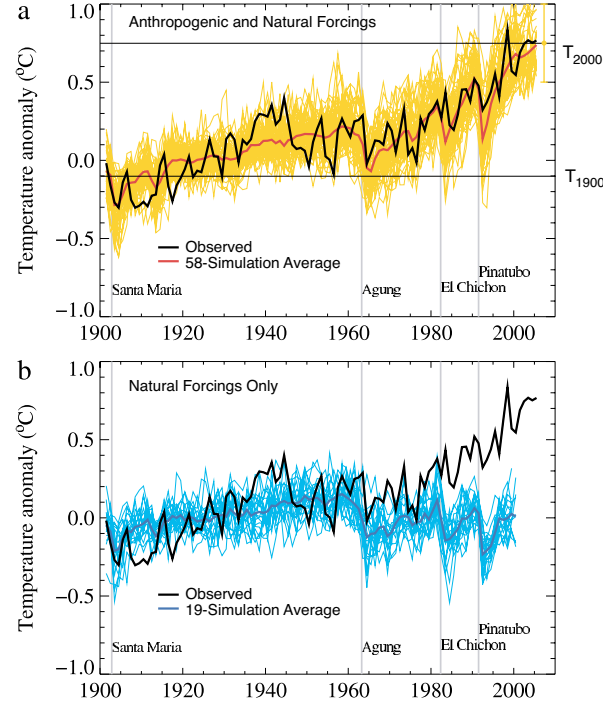 a
Anthropogenic and Natural Forcings
Temperature anomaly (°C)
1.0
0.5
0.0
-0.5
-1.0
T2000
T1900
Observed
58-Simulation Average
Santa Maria
Agung
El Chichon
Pinatubo
1900 1920 1940 1960 1980 2000
b
Natural Forcings Only
Temperature anomaly (°C)
1.0
0.5
0.0
-0.5
-1.0
Observed
19-Simulation Average
Santa Maria
Agung
El Chichon
Pinatubo
1900 1920 1940 1960 1980 2000